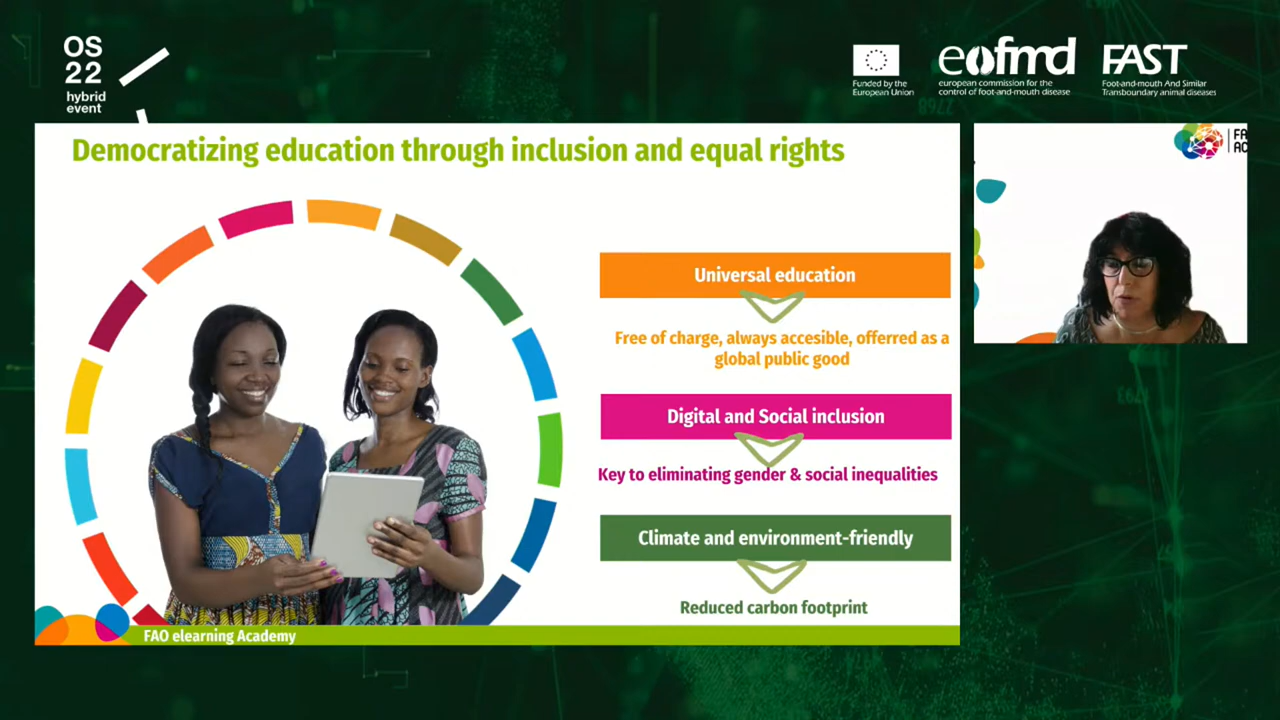 OS
22
hybrid
event
Funded by the
European Union
eofmd
european commission for the
control of foot-and-mouth disease
FAST
Foot-and-mouth And Similar
Transboundary animal diseases
Democratizing education through inclusion and equal rights
Universal education
Free of charge, always accesible, offerred as a
global public good
Digital and Social inclusion
Key to eliminating gender & social inequalities
Climate and environment-friendly
Reduced carbon footprint
FAO elearning Academy
FA
AC